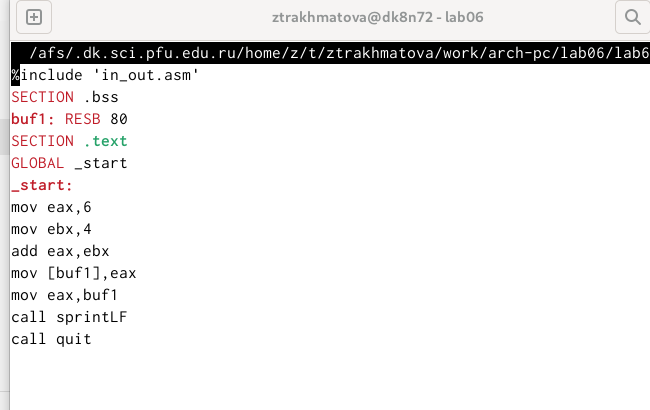 ztrakhmatova@dk8n72 - lab06
/afs/.dk.sci.pfu.edu.ru/home/z/t/ztrakhmatova/work/arch-pc/lab06/lab6
%include 'in_out.asm'
SECTION .bss
buf1: RESB 80
SECTION .text
GLOBAL _start
_start:
mov eax,6
mov ebx,4
add eax,ebx
mov [buf1],eax
mov eax,buf1
call sprintLF
call quit